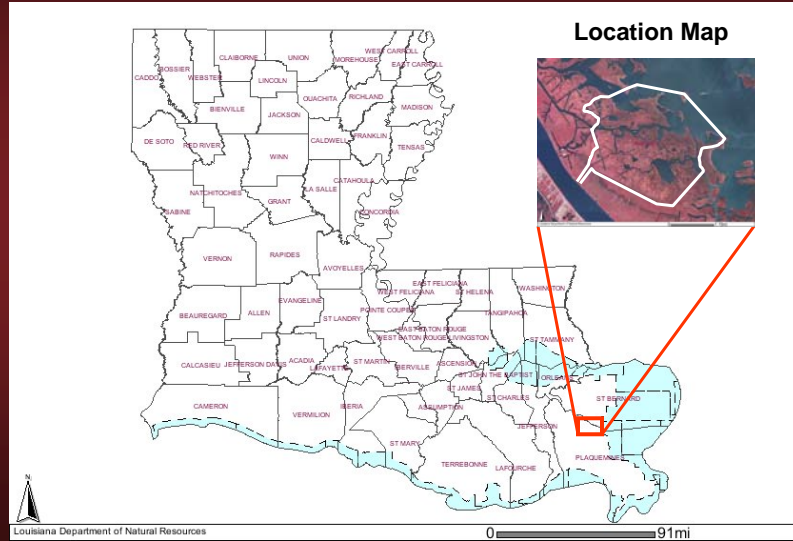 Location Map
CLAIBORNE
UNION
MOREHOUSE
WEST CARROLL
EAST CARROLL
CADDO
BOSSIER
WEBSTER
LINCOLN
OUACHITA
RICHLAND
MADISON
BIENVILLE
JACKSON
DE SOTO
RED RIVER
CALDWELL
FRANKLIN
TENSAS
WINN
NATCHITOCHES
LA SALLE
CATAHOULA
SABINE
GRANT
CONCORDIA
VERNON
RAPIDES
AVOYELLES
EAST FELICIANA
WEST FELICIANA
ST HELENA
WASHINGTON
EVANGELINE
POINTE COUPEE
TANGIPAHOA
BEAUREGARD
ALLEN
ST LANDRY
EAST BATON ROUGE
WEST BATON ROUGE
LIVINGSTON
ST TAMMANY
CALCASIEU
JEFFERSON DAVIS
ACADIA
LAFAYETTE
ST MARTIN
IBERVILLE
ASCENSION
ST JOHN THE BAPTIST
ORLEANS
ST JAMES
ST CHARLES
ST BERNARD
CAMERON
VERMILION
IBERIA
ASSUMPTION
JEFFERSON
ST MARY
TERREBONNE
LAFOURCHE
PLAQUEMINES
N
Louisiana Department of Natural Resources
0 91mi